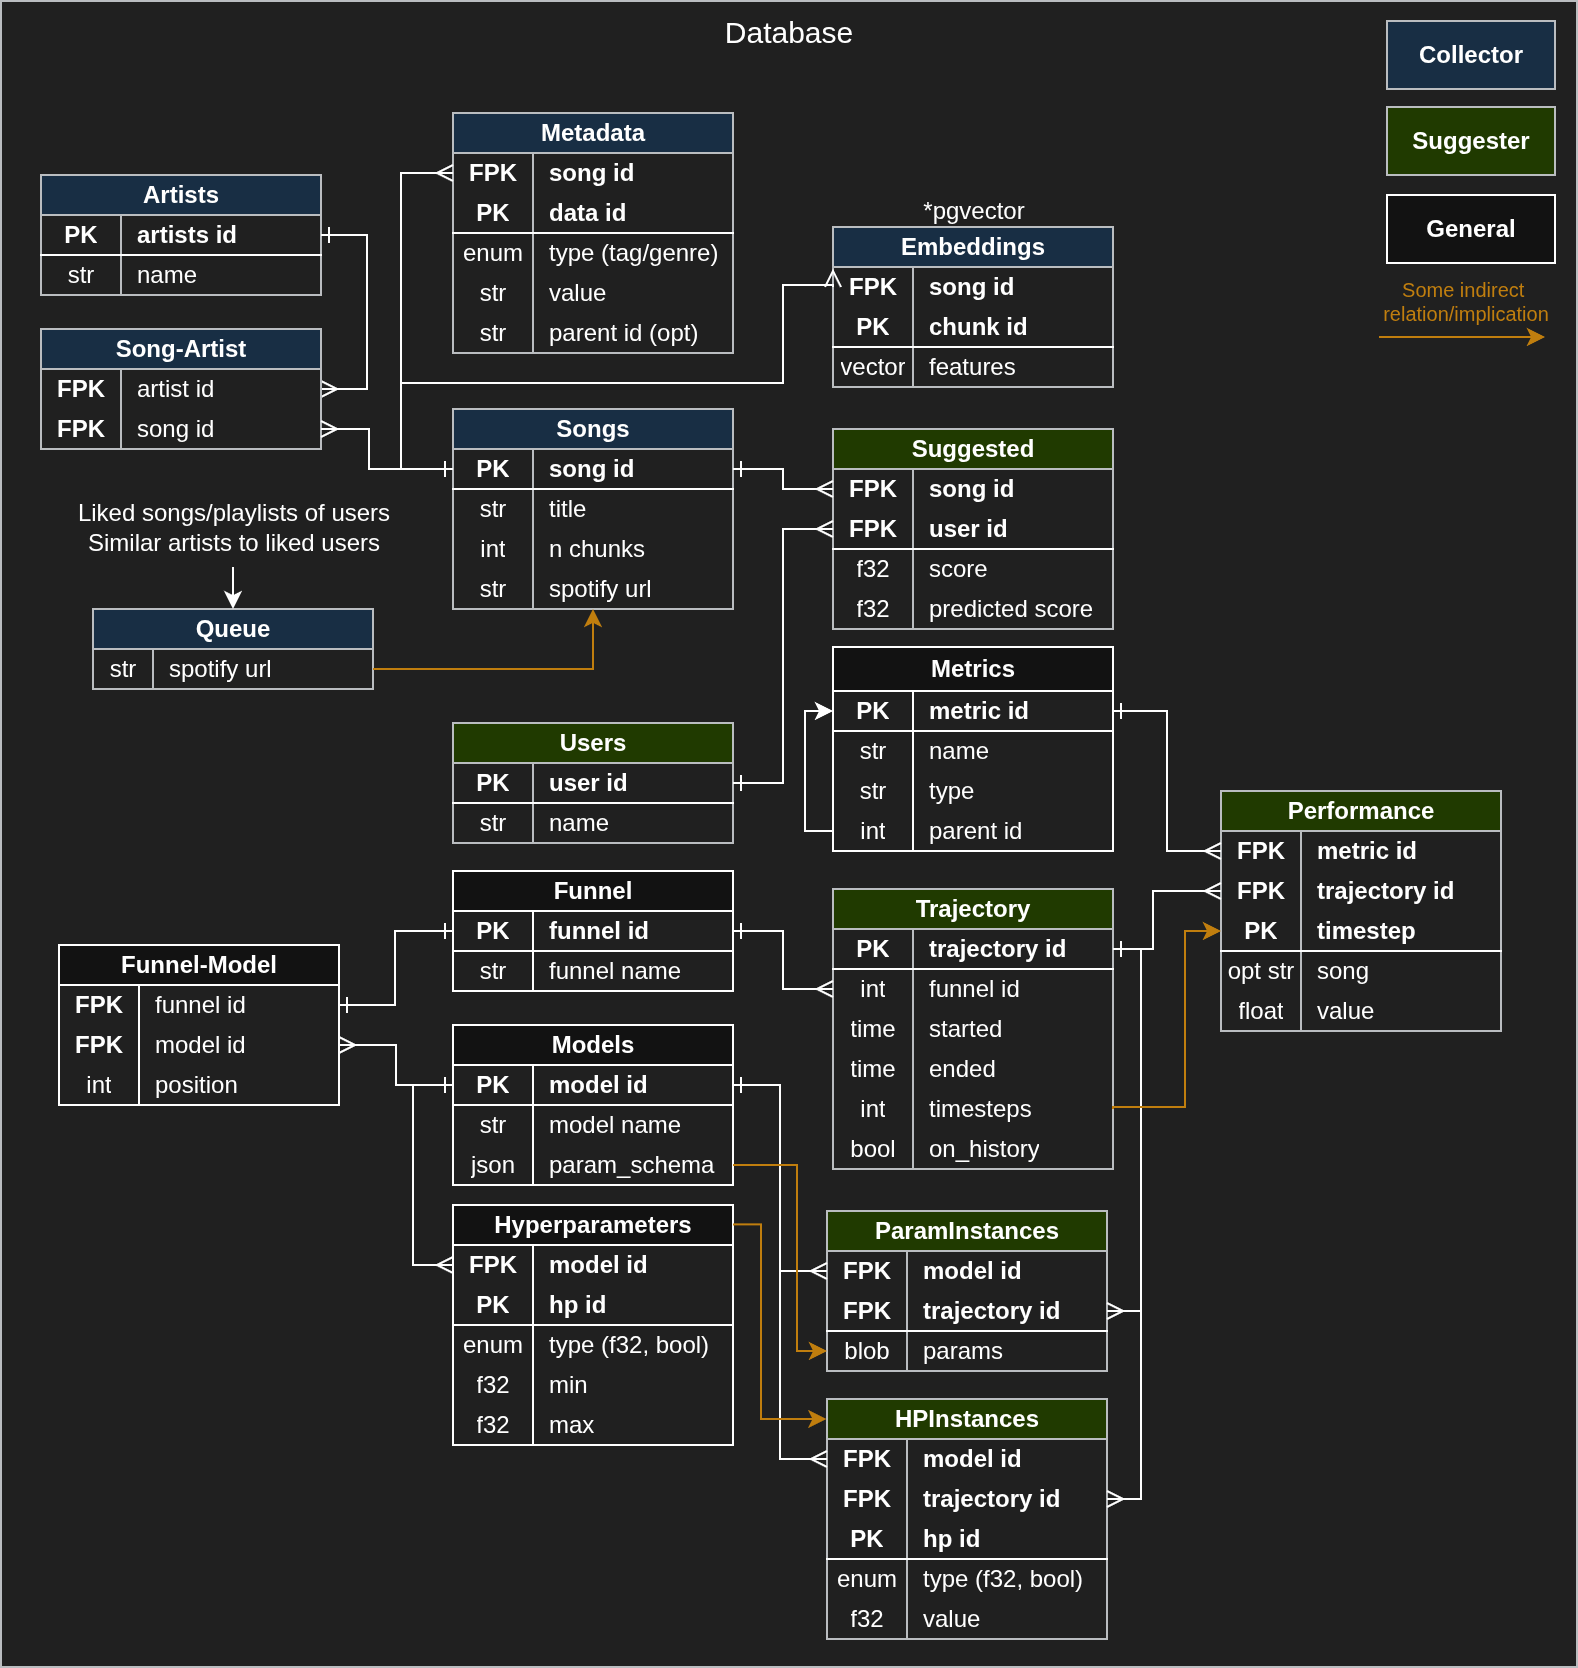 Database
Collector
Suggester
General
Some indirect
relation/implication
Metadata
FPK song id
PK data id
enum type (tag/genre)
str value
str parent id (opt)
Artists
PK artists id
str name
*pgvector
Embeddings
FPK song id
PK chunk id
vector features
Song-Artist
FPK artist id
FPK song id
Songs
PK song id
str title
int n chunks
str spotify url
Suggested
FPK song id
FPK user id
f32 score
f32 predicted score
Liked songs/playlists of users
Similar artists to liked users
Queue
str spotify url
Metrics
PK metric id
str name
str type
int parent id
Users
PK user id
str name
Performance
FPK metric id
FPK trajectory id
PK timestep
opt str song
float value
Funnel
PK funnel id
str funnel name
Trajectory
PK trajectory id
int funnel id
time started
time ended
int timesteps
bool on_history
Funnel-Model
FPK funnel id
FPK model id
int position
Models
PK model id
str model name
json param_schema
Hyperparameters
FPK model id
PK hp id
enum type (f32, bool)
f32 min
f32 max
ParamInstances
FPK model id
FPK trajectory id
blob params
HPInstances
FPK model id
FPK trajectory id
PK hp id
enum type (f32, bool)
f32 value